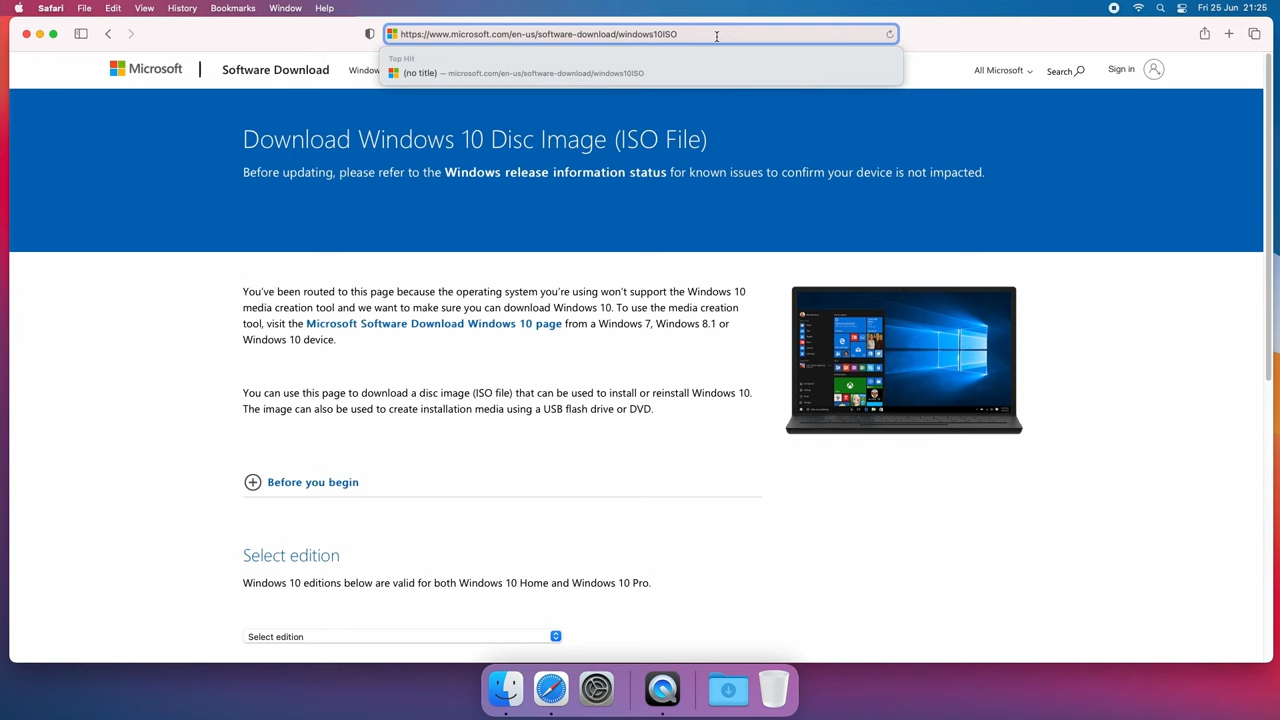 Safari File Edit View History Bookmarks Window Help Fri 25 Jun 21:25
https://www.microsoft.com/en-us/software-download/windows10ISO
Top Hit
(no title) — microsoft.com/en-us/software-download/windows10ISO
Microsoft Software Download Window All Microsoft Search Sign in
Download Windows 10 Disc Image (ISO File)
Before updating, please refer to the Windows release information status for known issues to confirm your device is not impacted.
You've been routed to this page because the operating system you're using won't support the Windows 10
media creation tool and we want to make sure you can download Windows 10. To use the media creation
tool, visit the Microsoft Software Download Windows 10 page from a Windows 7, Windows 8.1 or
Windows 10 device.
You can use this page to download a disc image (ISO file) that can be used to install or reinstall Windows 10.
The image can also be used to create installation media using a USB flash drive or DVD.
Before you begin
Select edition
Windows 10 editions below are valid for both Windows 10 Home and Windows 10 Pro.
Select edition